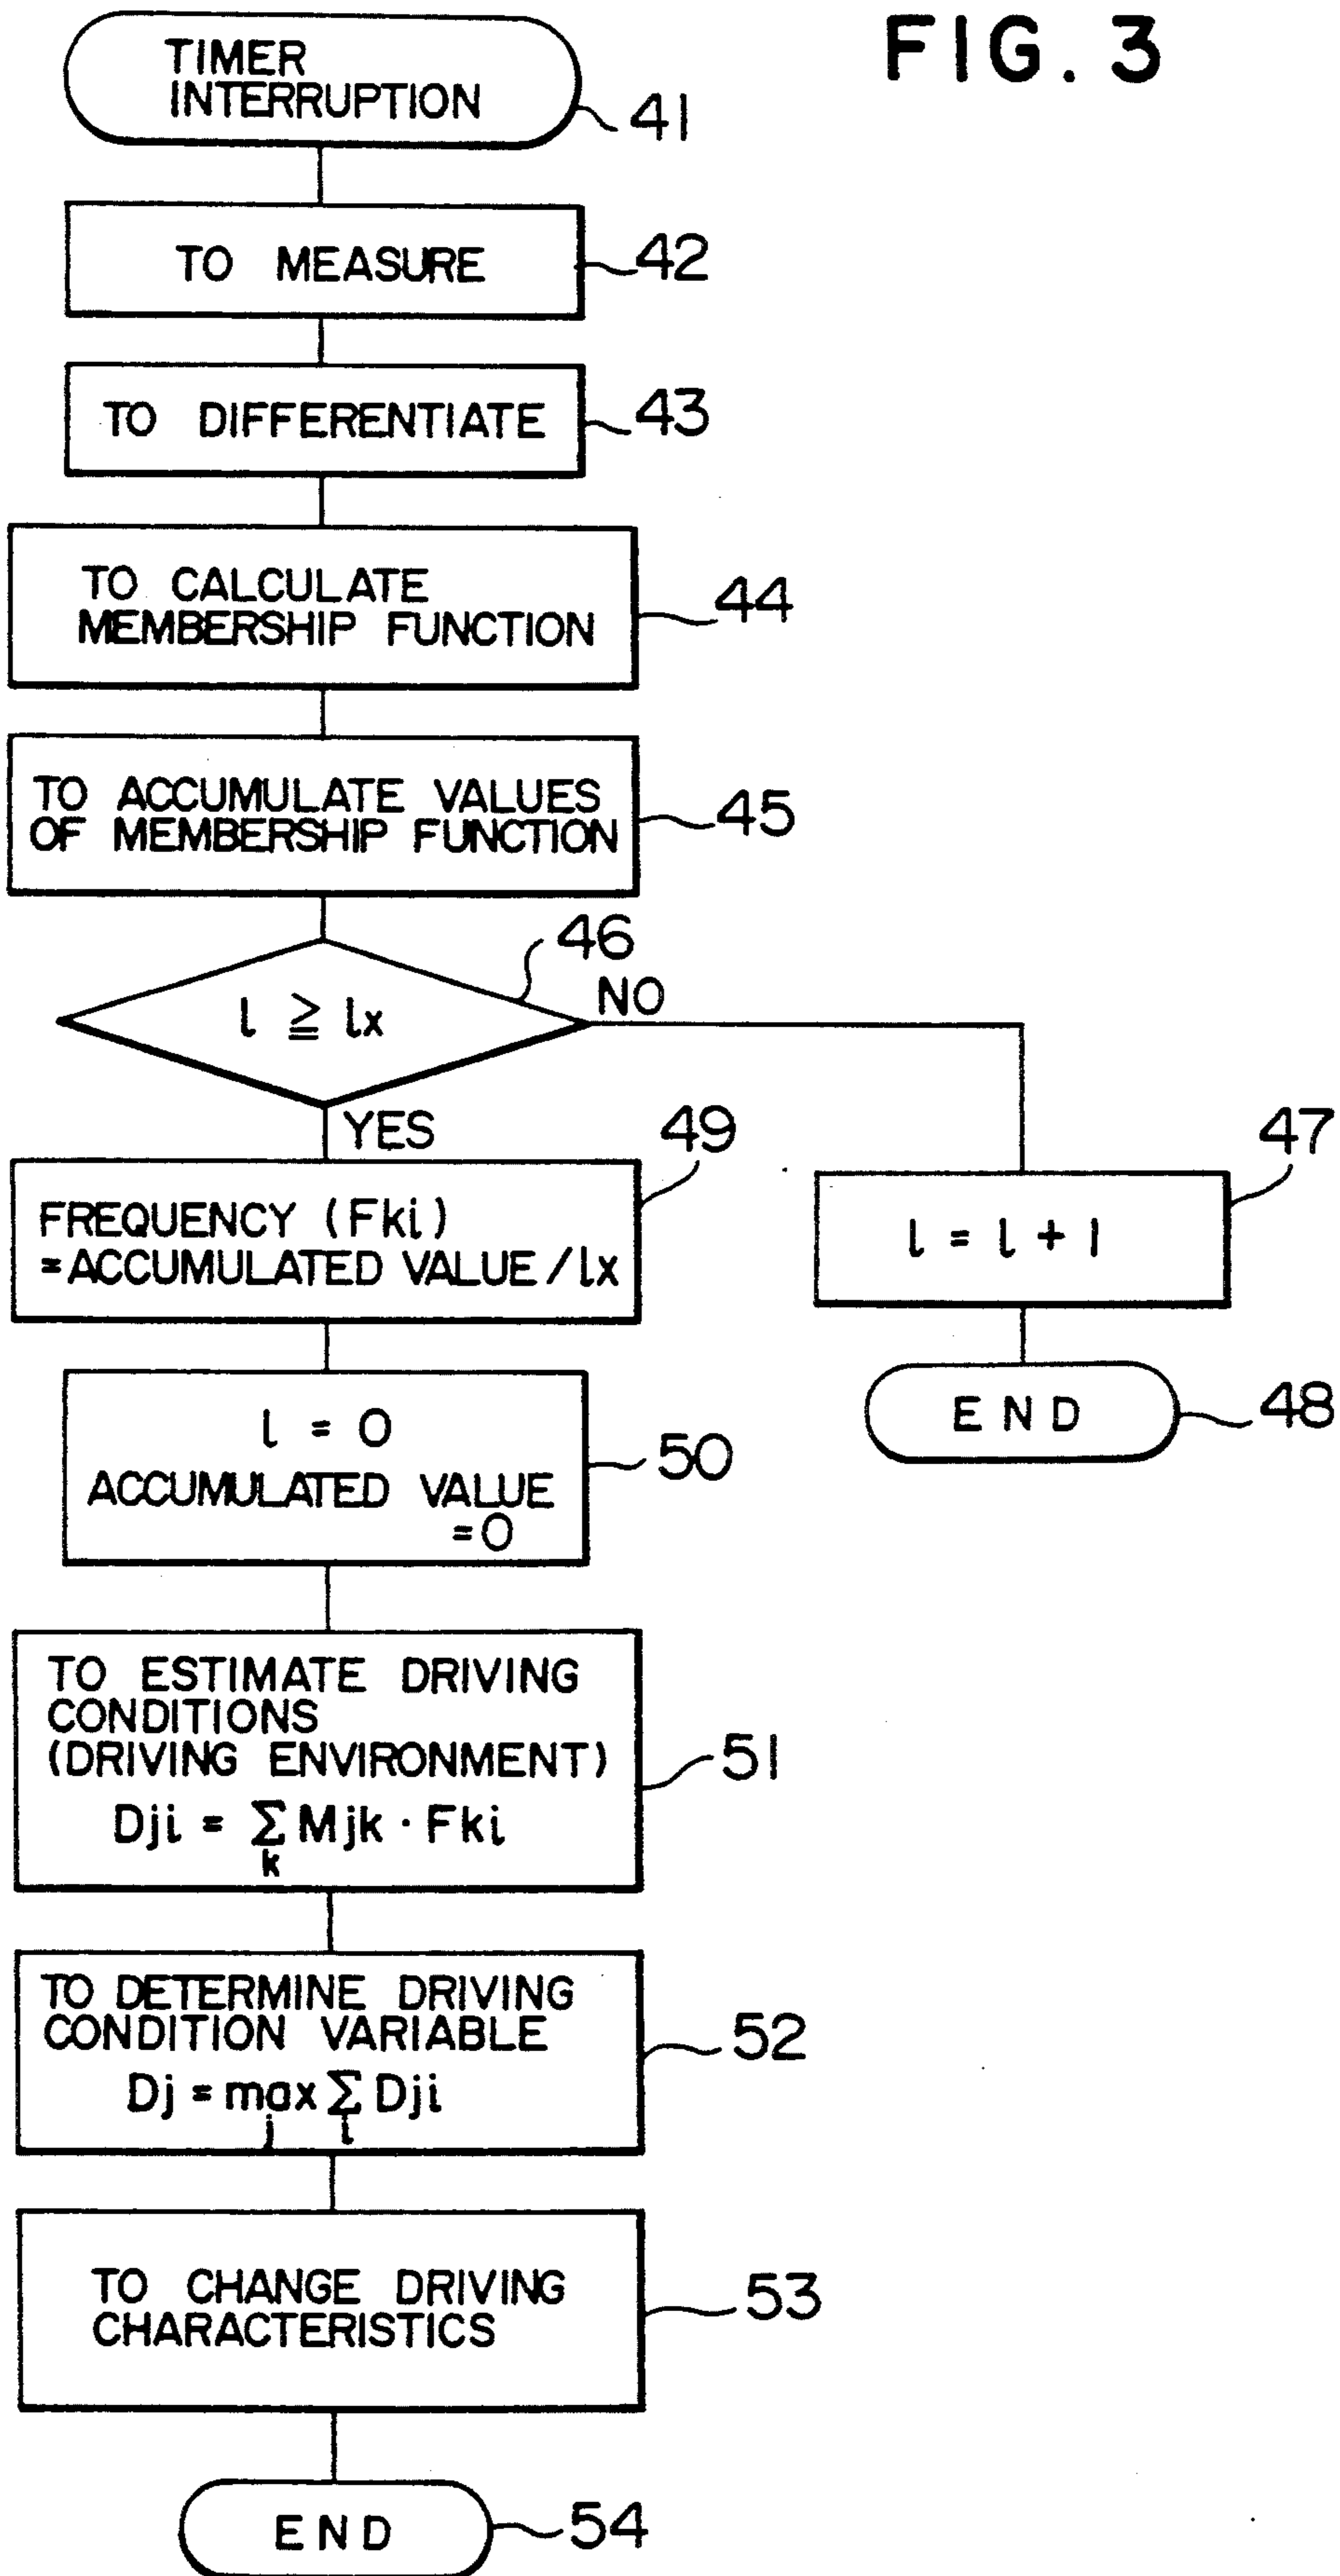 FIG. 3
TIMER
INTERRUPTION
41
TO MEASURE
42
TO DIFFERENTIATE
43
TO CALCULATE
MEMBERSHIP FUNCTION
44
TO ACCUMULATE VALUES
OF MEMBERSHIP FUNCTION
45
46
l ≧ lx
NO
YES
47
l = l + 1
END
48
49
FREQUENCY (Fki)
= ACCUMULATED VALUE / lx
l = 0
ACCUMULATED VALUE
= 0
50
TO ESTIMATE DRIVING
CONDITIONS
(DRIVING ENVIRONMENT)
Dji = Σ Mjk · Fki
k
51
TO DETERMINE DRIVING
CONDITION VARIABLE
Dj = max Σ Dji
j i
52
TO CHANGE DRIVING
CHARACTERISTICS
53
END
54